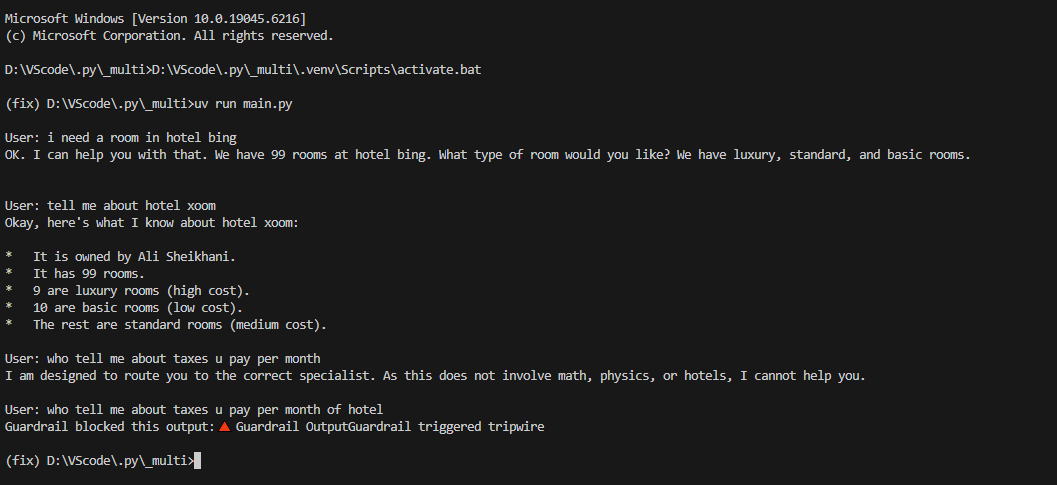 Microsoft Windows [Version 10.0.19045.6216]
(c) Microsoft Corporation. All rights reserved.
D:\VScode\.py\_multi>D:\VScode\.py\_multi\.venv\Scripts\activate.bat
(fix) D:\VScode\.py\_multi>uv run main.py
User: i need a room in hotel bing
OK. I can help you with that. We have 99 rooms at hotel bing. What type of room would you like? We have luxury, standard, and basic rooms.
User: tell me about hotel xoom
Okay, here's what I know about hotel xoom:
*   It is owned by Ali Sheikhani.
*   It has 99 rooms.
*   9 are luxury rooms (high cost).
*   10 are basic rooms (low cost).
*   The rest are standard rooms (medium cost).
User: who tell me about taxes u pay per month
I am designed to route you to the correct specialist. As this does not involve math, physics, or hotels, I cannot help you.
User: who tell me about taxes u pay per month of hotel
Guardrail blocked this output:🔺 Guardrail OutputGuardrail triggered tripwire
(fix) D:\VScode\.py\_multi>